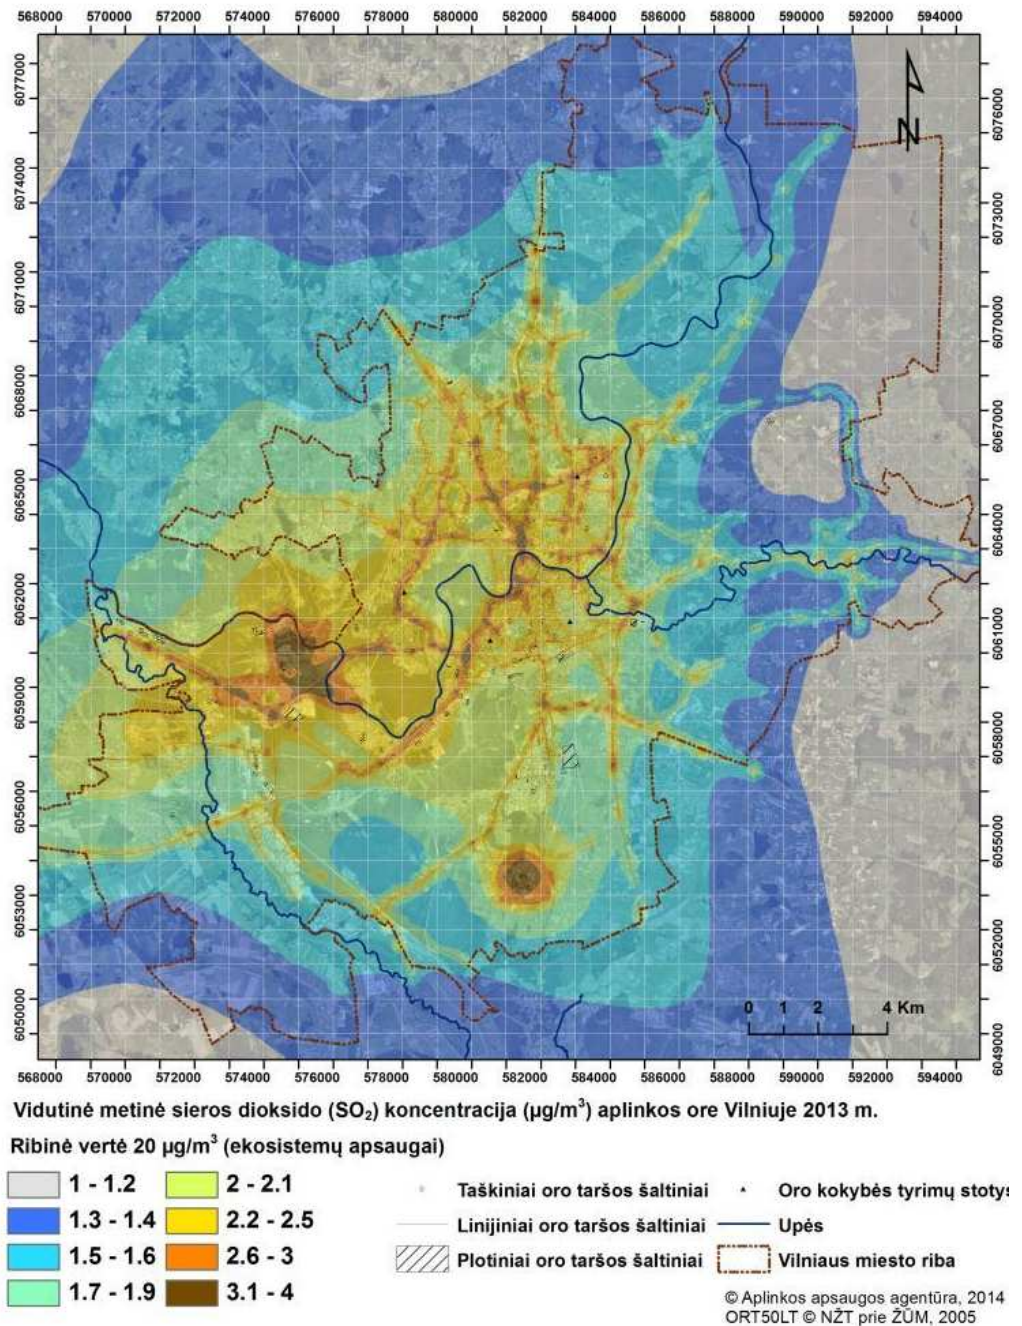 568000 570000 572000 574000 576000 578000 580000 582000 584000 586000 588000 590000 592000 594000
6077000
6074000
6071000
6068000
6065000
6062000
6059000
6056000
6053000
6050000
N
6076000
6073000
6070000
6067000
6064000
6061000
6058000
6055000
6052000
6049000
0 1 2 4 Km
568000 570000 572000 574000 576000 578000 580000 582000 584000 586000 588000 590000 592000 594000
Vidutinė metinė sieros dioksido (SO₂) koncentracija (µg/m³) aplinkos ore Vilniuje 2013 m.
Ribinė vertė 20 µg/m³ (ekosistemų apsaugai)
1 - 1.2
1.3 - 1.4
1.5 - 1.6
1.7 - 1.9
2 - 2.1
2.2 - 2.5
2.6 - 3
3.1 - 4
Taškiniai oro taršos šaltiniai
Linijiniai oro taršos šaltiniai
Plotiniai oro taršos šaltiniai
Oro kokybės tyrimų stotys
Upės
Vilniaus miesto riba
© Aplinkos apsaugos agentūra, 2014
ORT50LT © NŽT prie ŽŪM, 2005